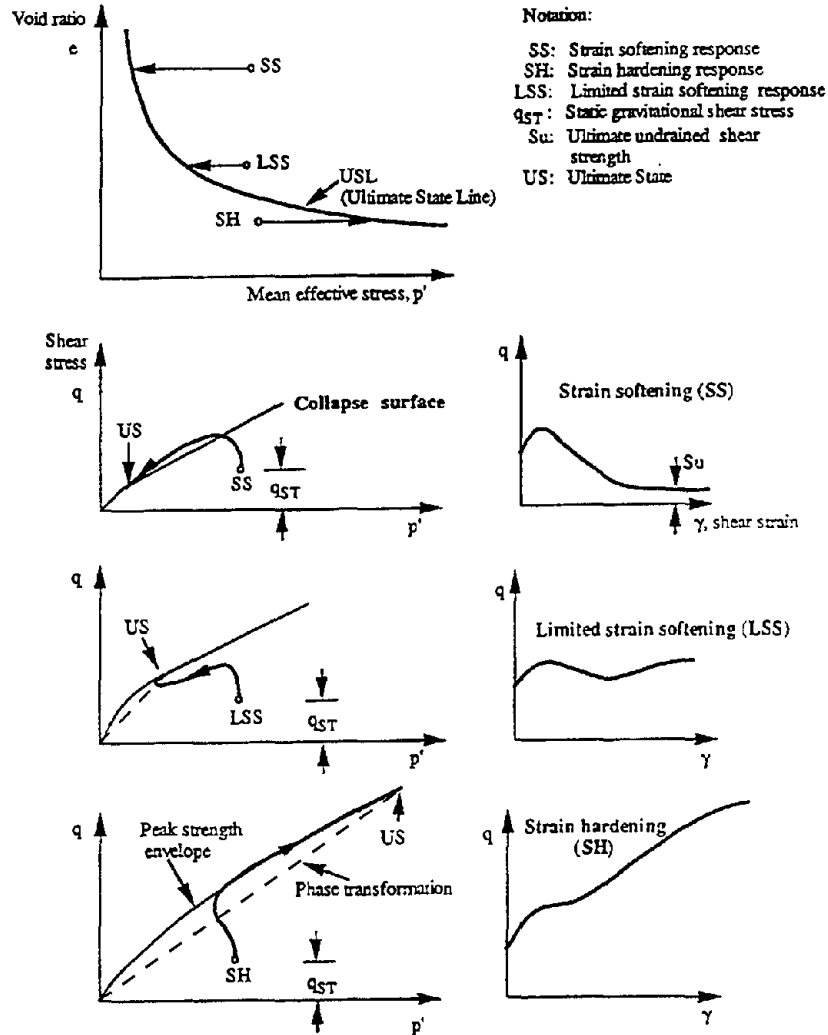 Void ratio
e
SS
LSS
USL
(Ultimate State Line)
SH
Mean effective stress, p'
Notation:
SS: Strain softening response
SH: Strain hardening response
LSS: Limited strain softening response
qST: Static gravitational shear stress
Su: Ultimate undrained shear
strength
US: Ultimate State
Shear
stress
q
US
Collapse surface
SS
qST
p'
q
Strain softening (SS)
Su
γ, shear strain
q
US
LSS
qST
p'
q
Limited strain softening (LSS)
γ
q
Peak strength
envelope
US
Phase transformation
SH
qST
p'
q
Strain hardening
(SH)
γ